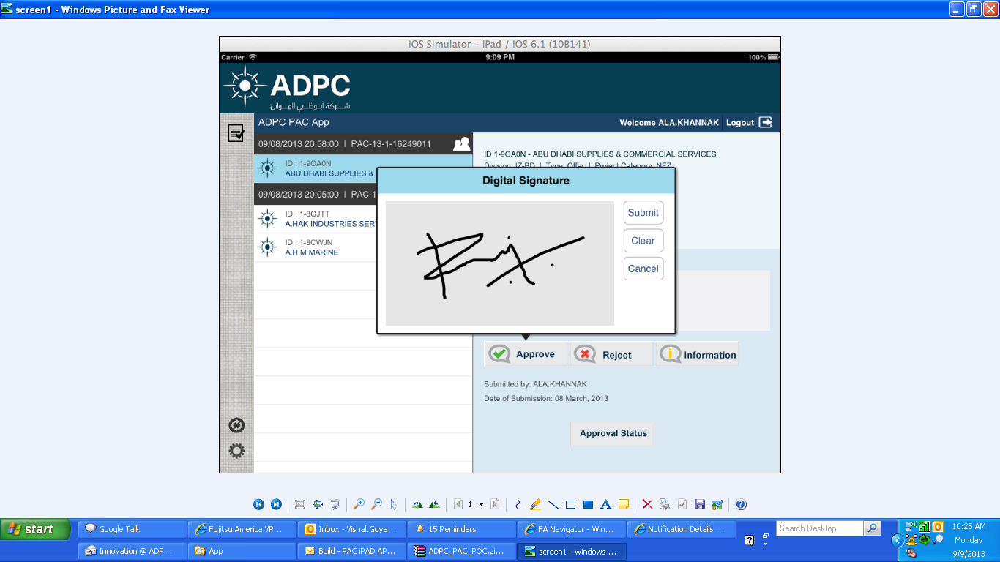 screen1 - Windows Picture and Fax Viewer
iOS Simulator – iPad / iOS 6.1 (10B141)
Carrier 9:09 PM 100%
ADPC
شركة أبوظبي للموانئ
ADPC PAC App Welcome ALA.KHANNAK Logout
09/08/2013 20:58:00 | PAC-13-1-16249011
ID : 1-9OA0N
ABU DHABI SUPPLIES &
09/08/2013 20:05:00 | PAC-1
ID : 1-8GJTT
A.HAK INDUSTRIES SER
ID : 1-8CWJN
A.H.M MARINE
ID 1-9OA0N - ABU DHABI SUPPLIES & COMMERCIAL SERVICES
Division: IZ-BD | Type: Offer | Project Category: NFZ
Digital Signature
Submit
Clear
Cancel
Approve Reject Information
Submitted by: ALA.KHANNAK
Date of Submission: 08 March, 2013
Approval Status
1
start
Google Talk Fujitsu America VP... Inbox - Vishal.Goya... 15 Reminders FA Navigator - Win... Notification Details ...
Innovation @ ADP... App Build - PAC iPAD AP... ADPC_PAC_POC.zi... screen1 - Windows ...
Search Desktop
10:25 AM
Monday
9/9/2013